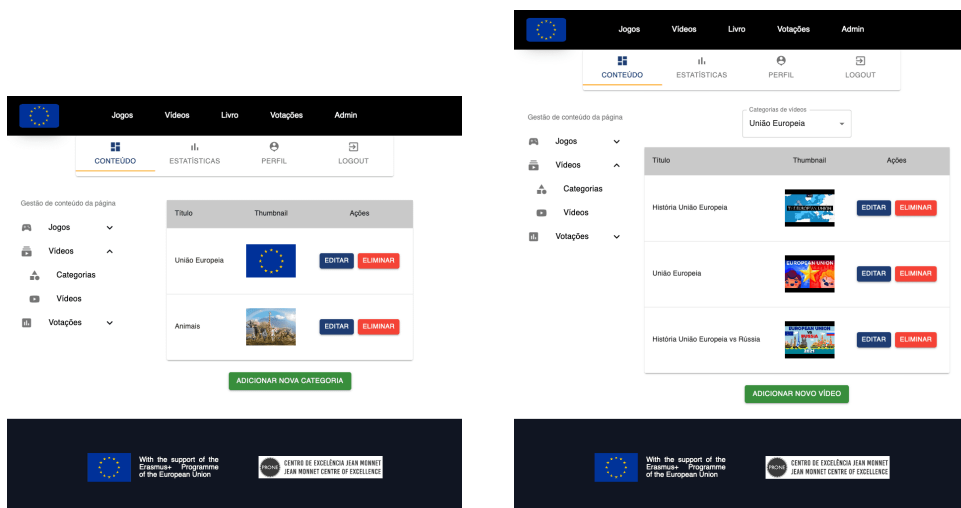 Jogos Vídeos Livro Votações Admin
CONTEÚDO ESTATÍSTICAS PERFIL LOGOUT
Gestão de conteúdo da página
Jogos
Vídeos
Categorias
Vídeos
Votações
Título Thumbnail Ações
União Europeia EDITAR ELIMINAR
Animais EDITAR ELIMINAR
ADICIONAR NOVA CATEGORIA
With the support of the
Erasmus+ Programme
of the European Union
PRONE
CENTRO DE EXCELÊNCIA JEAN MONNET
JEAN MONNET CENTRE OF EXCELLENCE
Jogos Vídeos Livro Votações Admin
CONTEÚDO ESTATÍSTICAS PERFIL LOGOUT
Gestão de conteúdo da página
Jogos
Vídeos
Categorias
Vídeos
Votações
Categorias de vídeos
União Europeia
Título Thumbnail Ações
História União Europeia EDITAR ELIMINAR
União Europeia EUROPEAN UNION EDITAR ELIMINAR
História União Europeia vs Rússia EUROPEAN UNION VS RUSSIA EDITAR ELIMINAR
ADICIONAR NOVO VÍDEO
With the support of the
Erasmus+ Programme
of the European Union
PRONE
CENTRO DE EXCELÊNCIA JEAN MONNET
JEAN MONNET CENTRE OF EXCELLENCE